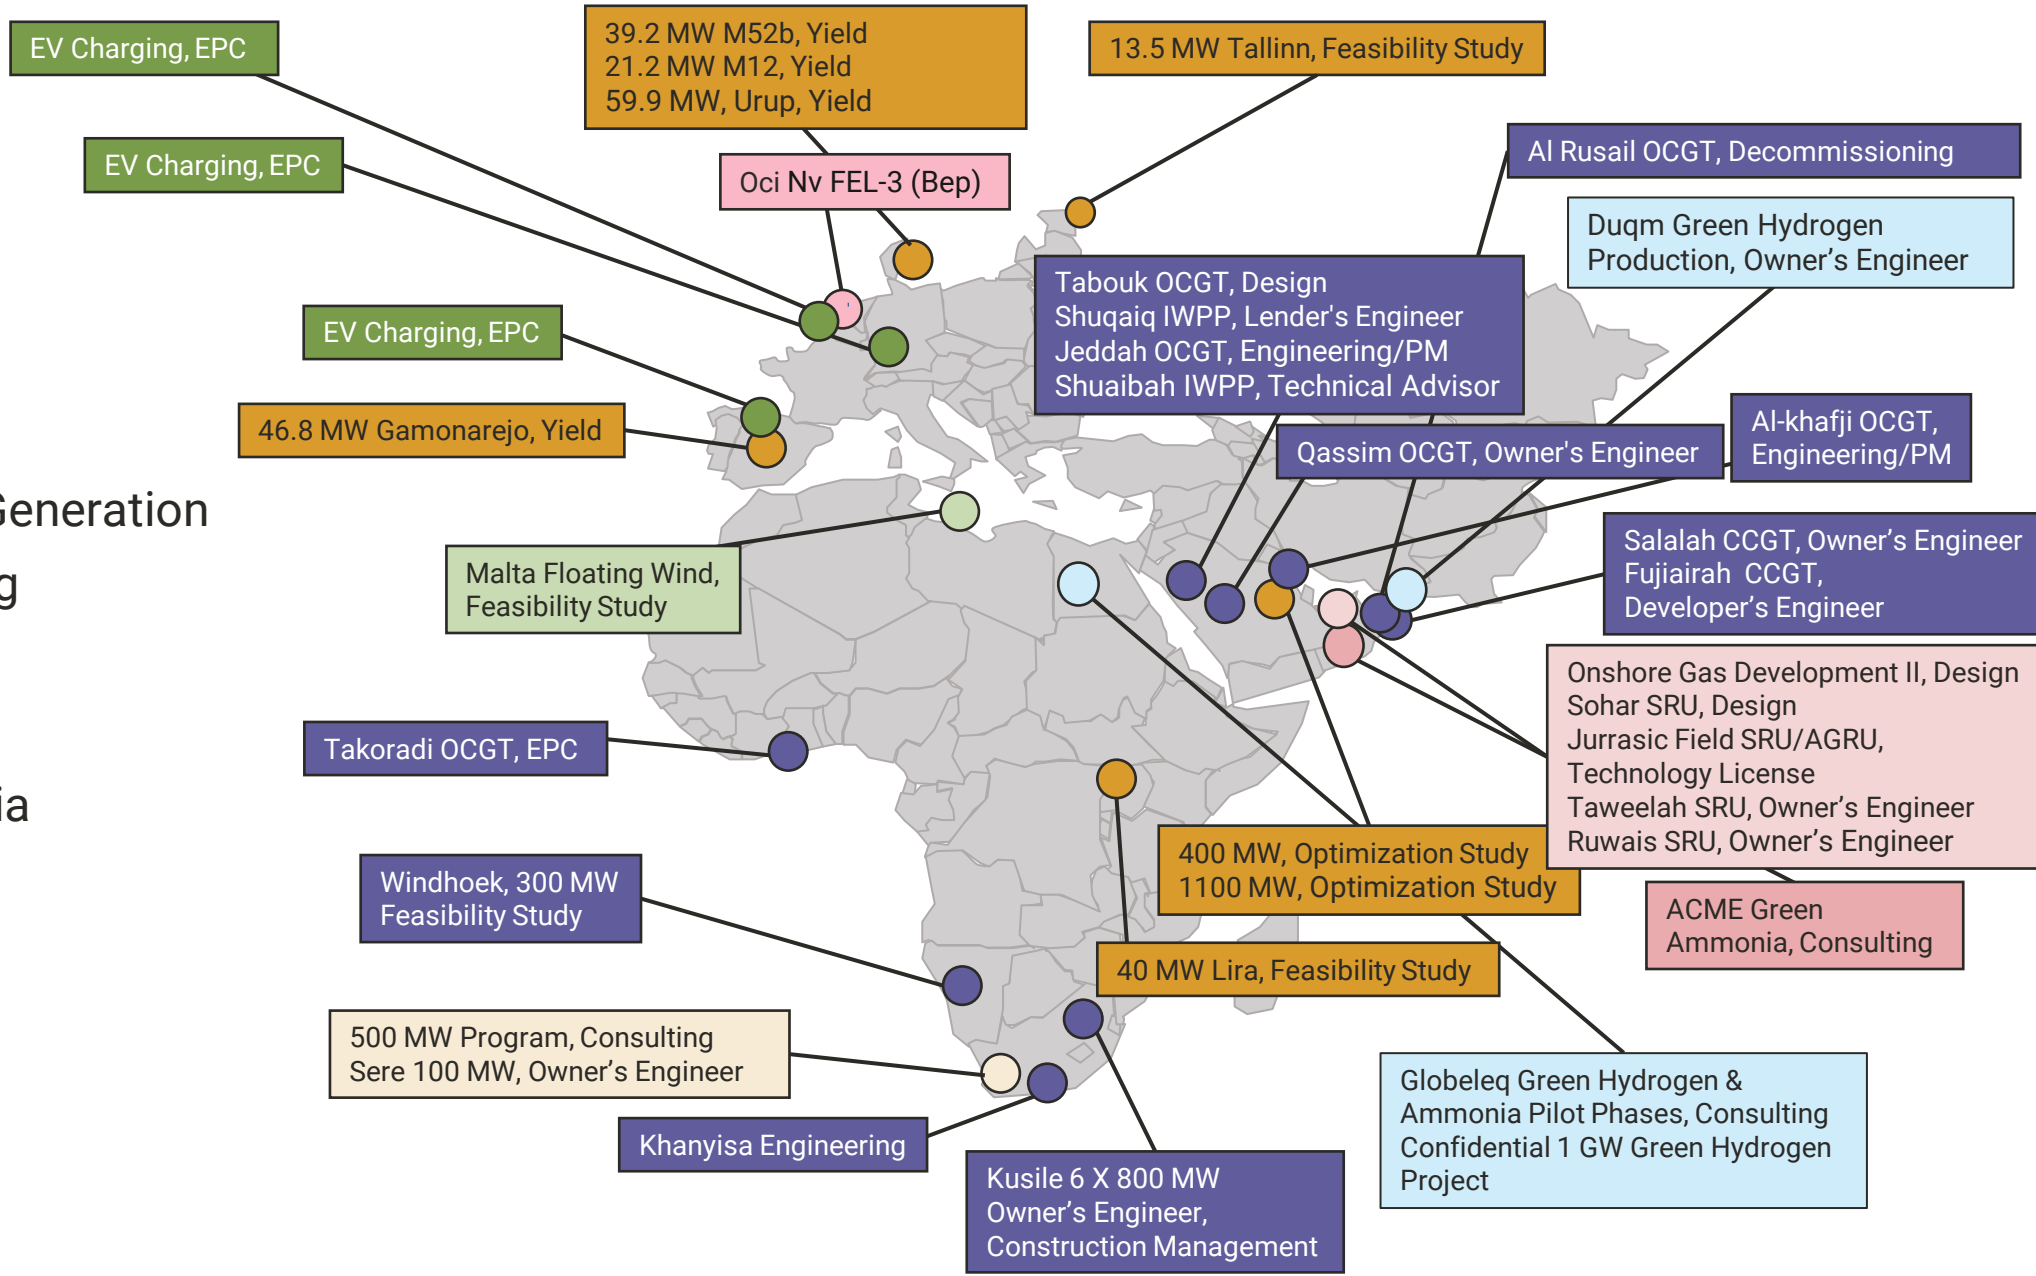 EV Charging, EPC
39.2 MW M52b, Yield
21.2 MW M12, Yield
59.9 MW, Urup, Yield
13.5 MW Tallinn, Feasibility Study
EV Charging, EPC
Oci Nv FEL-3 (Bep)
Al Rusail OCGT, Decommissioning
Duqm Green Hydrogen
Production, Owner’s Engineer
Tabouk OCGT, Design
Shuqaiq IWPP, Lender's Engineer
Jeddah OCGT, Engineering/PM
Shuaibah IWPP, Technical Advisor
EV Charging, EPC
46.8 MW Gamonarejo, Yield
Qassim OCGT, Owner's Engineer
Al-khafji OCGT,
Engineering/PM
Generation
g
Malta Floating Wind,
Feasibility Study
Salalah CCGT, Owner’s Engineer
Fujiairah CCGT,
Developer’s Engineer
Onshore Gas Development II, Design
Sohar SRU, Design
Jurrasic Field SRU/AGRU,
Technology License
Taweelah SRU, Owner’s Engineer
Ruwais SRU, Owner’s Engineer
Takoradi OCGT, EPC
ia
400 MW, Optimization Study
1100 MW, Optimization Study
Windhoek, 300 MW
Feasibility Study
ACME Green
Ammonia, Consulting
40 MW Lira, Feasibility Study
500 MW Program, Consulting
Sere 100 MW, Owner’s Engineer
Globeleq Green Hydrogen &
Ammonia Pilot Phases, Consulting
Confidential 1 GW Green Hydrogen
Project
Khanyisa Engineering
Kusile 6 X 800 MW
Owner’s Engineer,
Construction Management